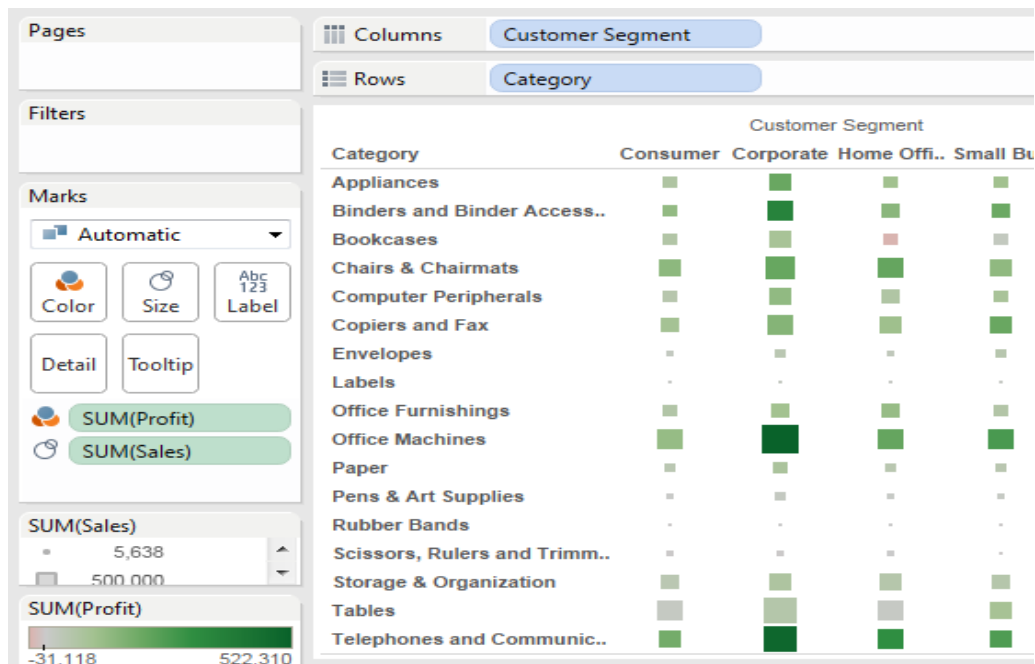 Pages
Columns
Customer Segment
Rows
Category
Filters
Marks
Automatic
Color
Size
Abc
123
Label
Detail
Tooltip
SUM(Profit)
SUM(Sales)
SUM(Sales)
5,638
500,000
SUM(Profit)
-31,118 522,310
Customer Segment
Category Consumer Corporate Home Offi.. Small Bu
Appliances
Binders and Binder Access..
Bookcases
Chairs & Chairmats
Computer Peripherals
Copiers and Fax
Envelopes
Labels
Office Furnishings
Office Machines
Paper
Pens & Art Supplies
Rubber Bands
Scissors, Rulers and Trimm..
Storage & Organization
Tables
Telephones and Communic..